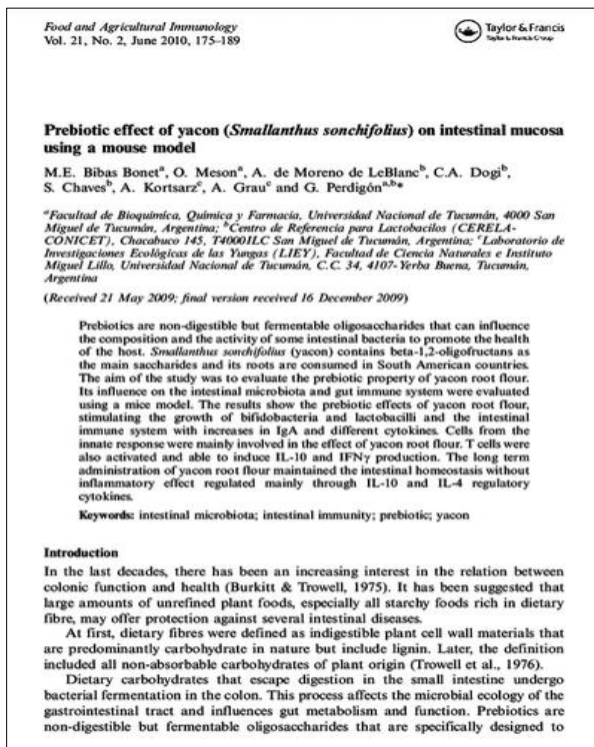 Food and Agricultural Immunology
Vol. 21, No. 2, June 2010, 175–189
Taylor & Francis
Taylor & Francis Group
Prebiotic effect of yacon (Smallanthus sonchifolius) on intestinal mucosa
using a mouse model
M.E. Bibas Bonetᵃ, O. Mesonᵃ, A. de Moreno de LeBlancᵇ, C.A. Dogiᵇ,
S. Chavesᵇ, A. Kortsarzᶜ, A. Grauᶜ and G. Perdigónᵃ,ᵇ*
ᵃFacultad de Bioquímica, Química y Farmacia, Universidad Nacional de Tucumán, 4000 San
Miguel de Tucumán, Argentina; ᵇCentro de Referencia para Lactobacilos (CERELA-
CONICET), Chacabuco 145, T4000ILC San Miguel de Tucumán, Argentina; ᶜLaboratorio de
Investigaciones Ecológicas de las Yungas (LIEY), Facultad de Ciencia Naturales e Instituto
Miguel Lillo, Universidad Nacional de Tucumán, C.C. 34, 4107-Yerba Buena, Tucumán,
Argentina
(Received 21 May 2009; final version received 16 December 2009)
Prebiotics are non-digestible but fermentable oligosaccharides that can influence
the composition and the activity of some intestinal bacteria to promote the health
of the host. Smallanthus sonchifolius (yacon) contains beta-1,2-oligofructans as
the main saccharides and its roots are consumed in South American countries.
The aim of the study was to evaluate the prebiotic property of yacon root flour.
Its influence on the intestinal microbiota and gut immune system were evaluated
using a mice model. The results show the prebiotic effects of yacon root flour,
stimulating the growth of bifidobacteria and lactobacilli and the intestinal
immune system with increases in IgA and different cytokines. Cells from the
innate response were mainly involved in the effect of yacon root flour. T cells were
also activated and able to induce IL-10 and IFNγ production. The long term
administration of yacon root flour maintained the intestinal homeostasis without
inflammatory effect regulated mainly through IL-10 and IL-4 regulatory
cytokines.
Keywords: intestinal microbiota; intestinal immunity; prebiotic; yacon
Introduction
In the last decades, there has been an increasing interest in the relation between
colonic function and health (Burkitt & Trowell, 1975). It has been suggested that
large amounts of unrefined plant foods, especially all starchy foods rich in dietary
fibre, may offer protection against several intestinal diseases.
At first, dietary fibres were defined as indigestible plant cell wall materials that
are predominantly carbohydrate in nature but include lignin. Later, the definition
included all non-absorbable carbohydrates of plant origin (Trowell et al., 1976).
Dietary carbohydrates that escape digestion in the small intestine undergo
bacterial fermentation in the colon. This process affects the microbial ecology of the
gastrointestinal tract and influences gut metabolism and function. Prebiotics are
non-digestible but fermentable oligosaccharides that are specifically designed to